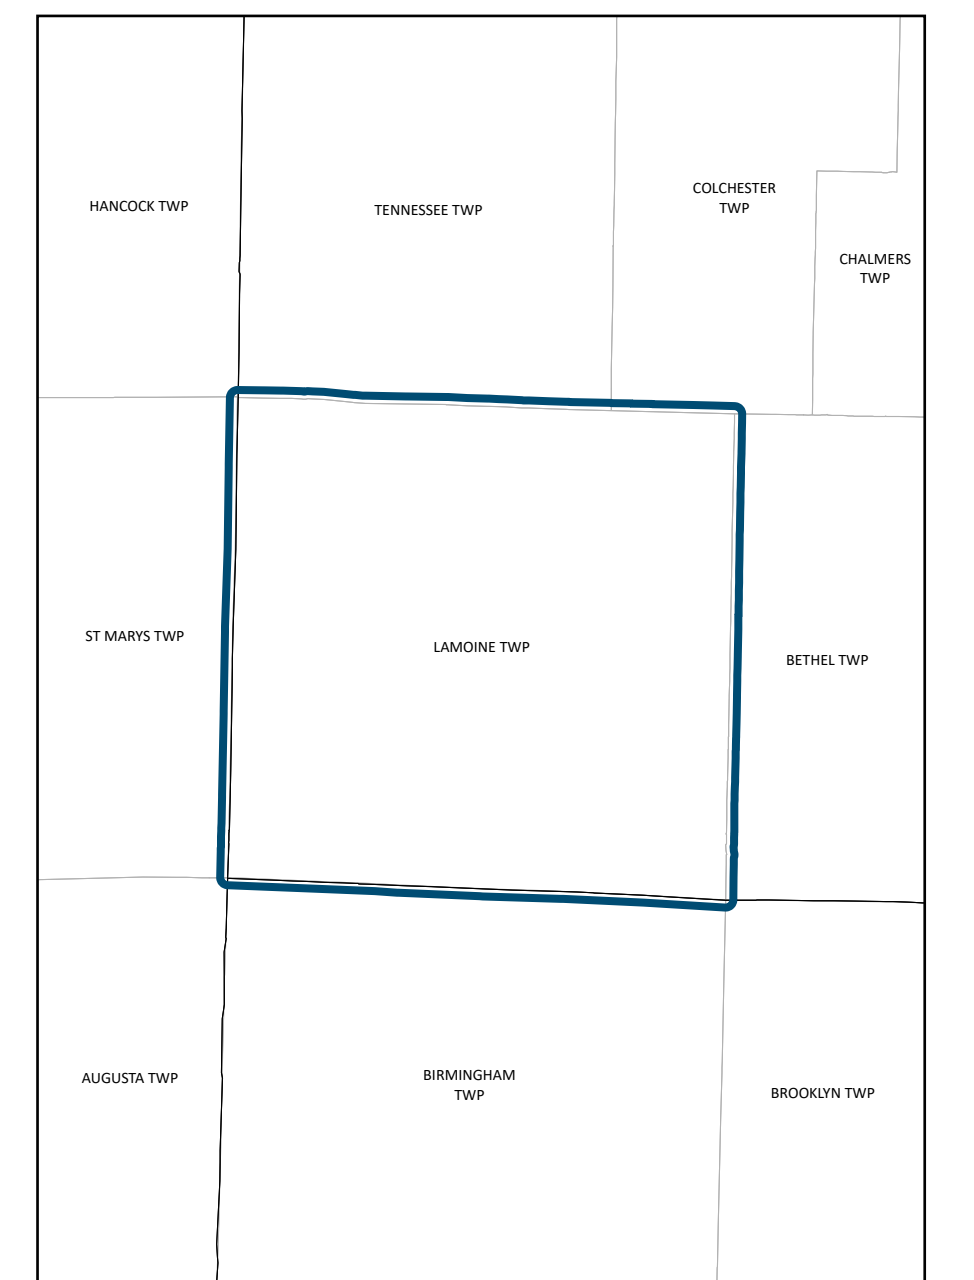 COLCHESTER
TWP
HANCOCK TWP
TENNESSEE TWP
CHALMERS
TWP
ST MARYS TWP
LAMOINE TWP
BETHEL TWP
BIRMINGHAM
TWP
AUGUSTA TWP
BROOKLYN TWP